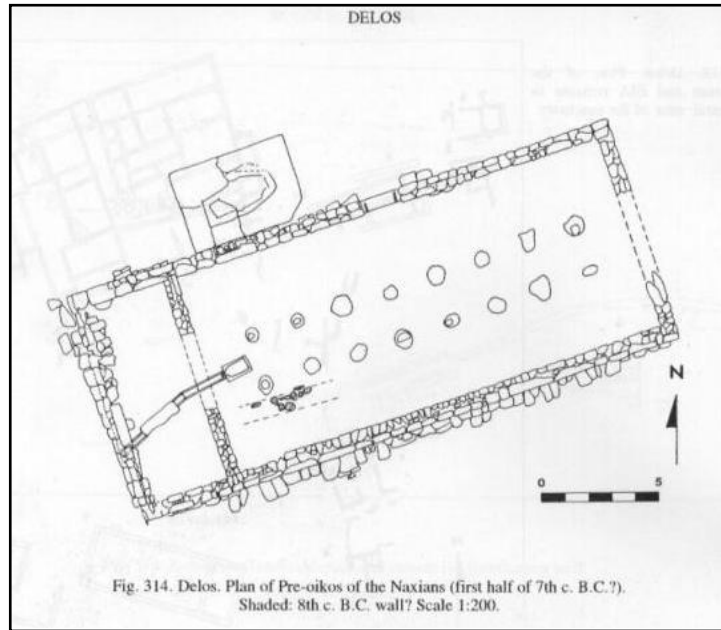 DELOS
N
0 5
Fig. 314. Delos. Plan of Pre-oikos of the Naxians (first half of 7th c. B.C.?).
Shaded: 8th c. B.C. wall? Scale 1:200.